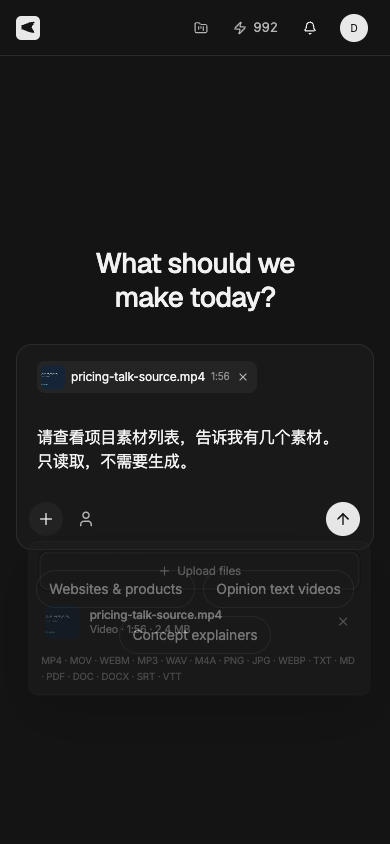 992
D
What should we
make today?
pricing-talk-source.mp4 1:56
请查看项目素材列表，告诉我有几个素材。
只读取，不需要生成。
Upload files
Websites & products
Opinion text videos
pricing-talk-source.mp4
Video · 1:56 · 2.4 MB
Concept explainers
MP4 · MOV · WEBM · MP3 · WAV · M4A · PNG · JPG · WEBP · TXT · MD
· PDF · DOC · DOCX · SRT · VTT